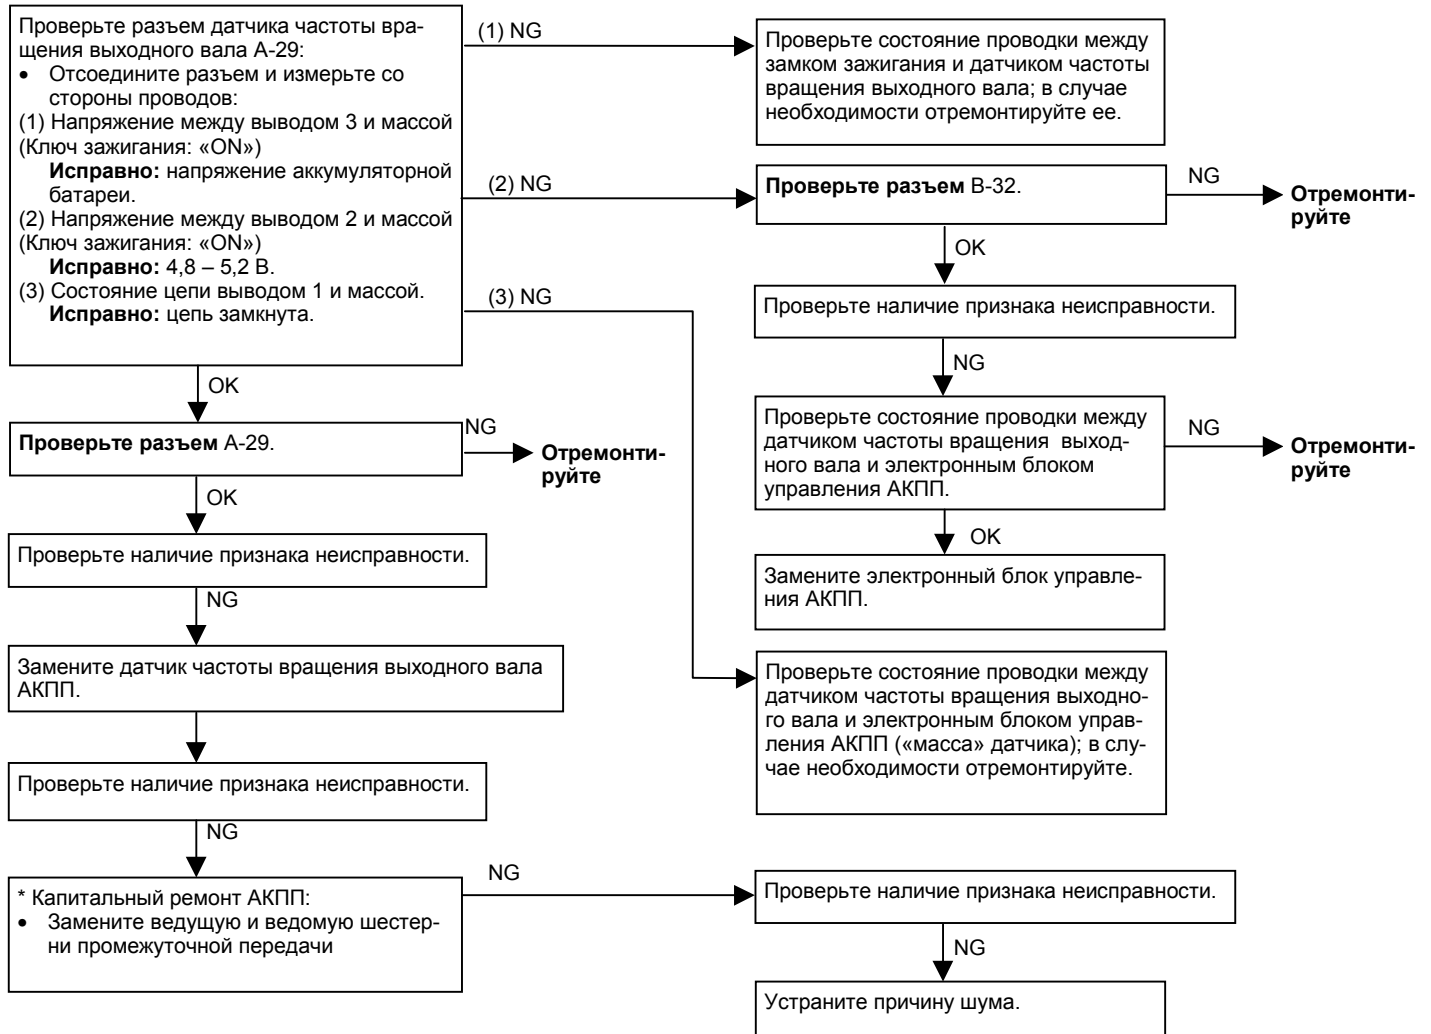 Проверьте разъем датчика частоты вра-
щения выходного вала А-29:
• Отсоедините разъем и измерьте со
стороны проводов:
(1) Напряжение между выводом 3 и массой
(Ключ зажигания: «ON»)
Исправно: напряжение аккумуляторной
батареи.
(2) Напряжение между выводом 2 и массой
(Ключ зажигания: «ON»)
Исправно: 4,8 – 5,2 В.
(3) Состояние цепи выводом 1 и массой.
Исправно: цепь замкнута.
(1) NG
Проверьте состояние проводки между
замком зажигания и датчиком частоты
вращения выходного вала; в случае
необходимости отремонтируйте ее.
(2) NG
Проверьте разъем В-32.
NG
Отремонти-
руйте
OK
Проверьте наличие признака неисправности.
NG
Проверьте состояние проводки между
датчиком частоты вращения выход-
ного вала и электронным блоком
управления АКПП.
NG
Отремонти-
руйте
OK
Замените электронный блок управле-
ния АКПП.
(3) NG
Проверьте состояние проводки между
датчиком частоты вращения выходно-
го вала и электронным блоком управ-
ления АКПП («масса» датчика); в слу-
чае необходимости отремонтируйте.
OK
Проверьте разъем А-29.
NG
Отремонти-
руйте
OK
Проверьте наличие признака неисправности.
NG
Замените датчик частоты вращения выходного вала
АКПП.
Проверьте наличие признака неисправности.
NG
* Капитальный ремонт АКПП:
• Замените ведущую и ведомую шестер-
ни промежуточной передачи
NG
Проверьте наличие признака неисправности.
NG
Устраните причину шума.